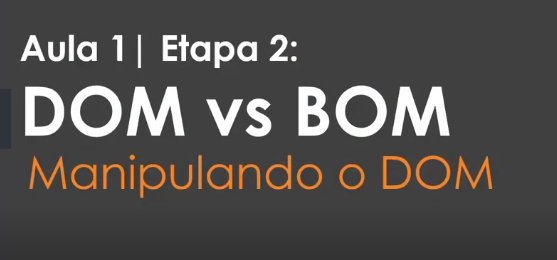 Aula 1| Etapa 2:
DOM vs BOM
Manipulando o DOM